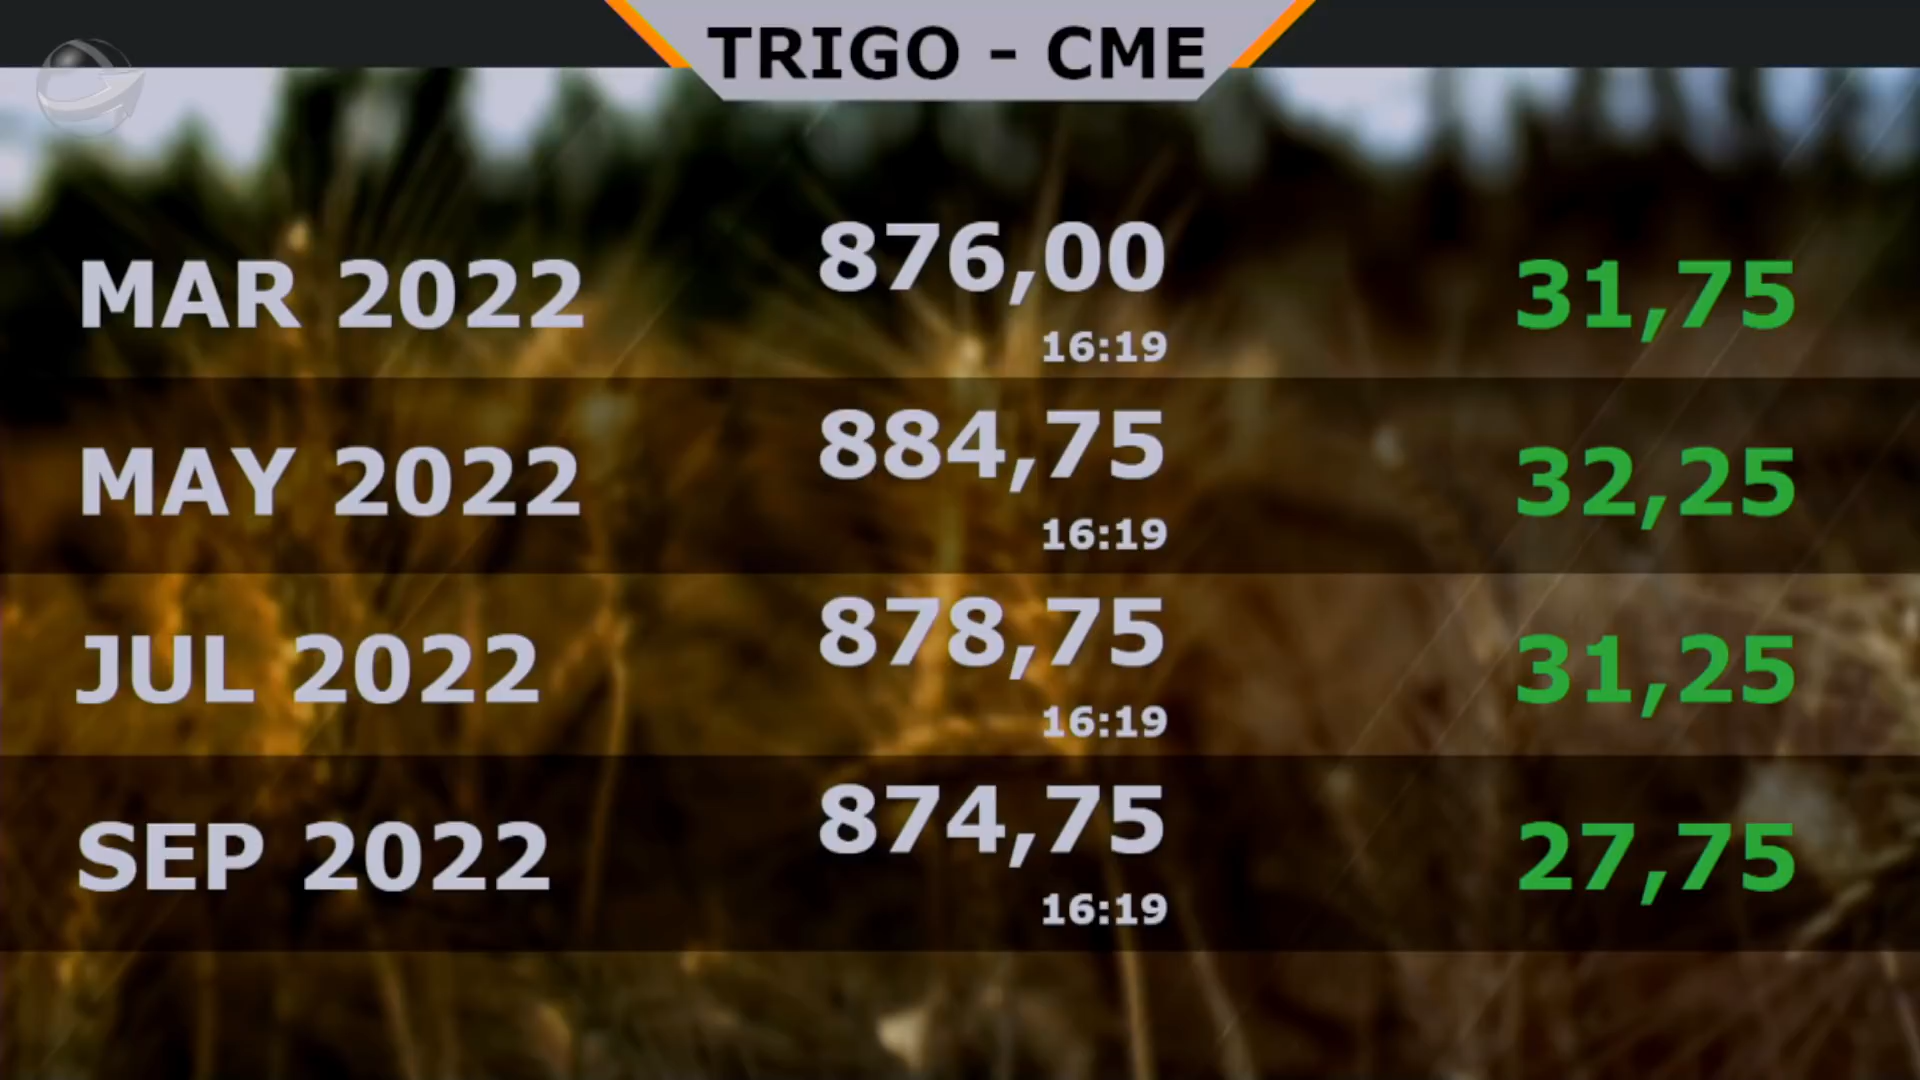 TRIGO - CME
MAR 2022 876,00 31,75
16:19
MAY 2022 884,75 32,25
16:19
JUL 2022 878,75 31,25
16:19
SEP 2022 874,75 27,75
16:19